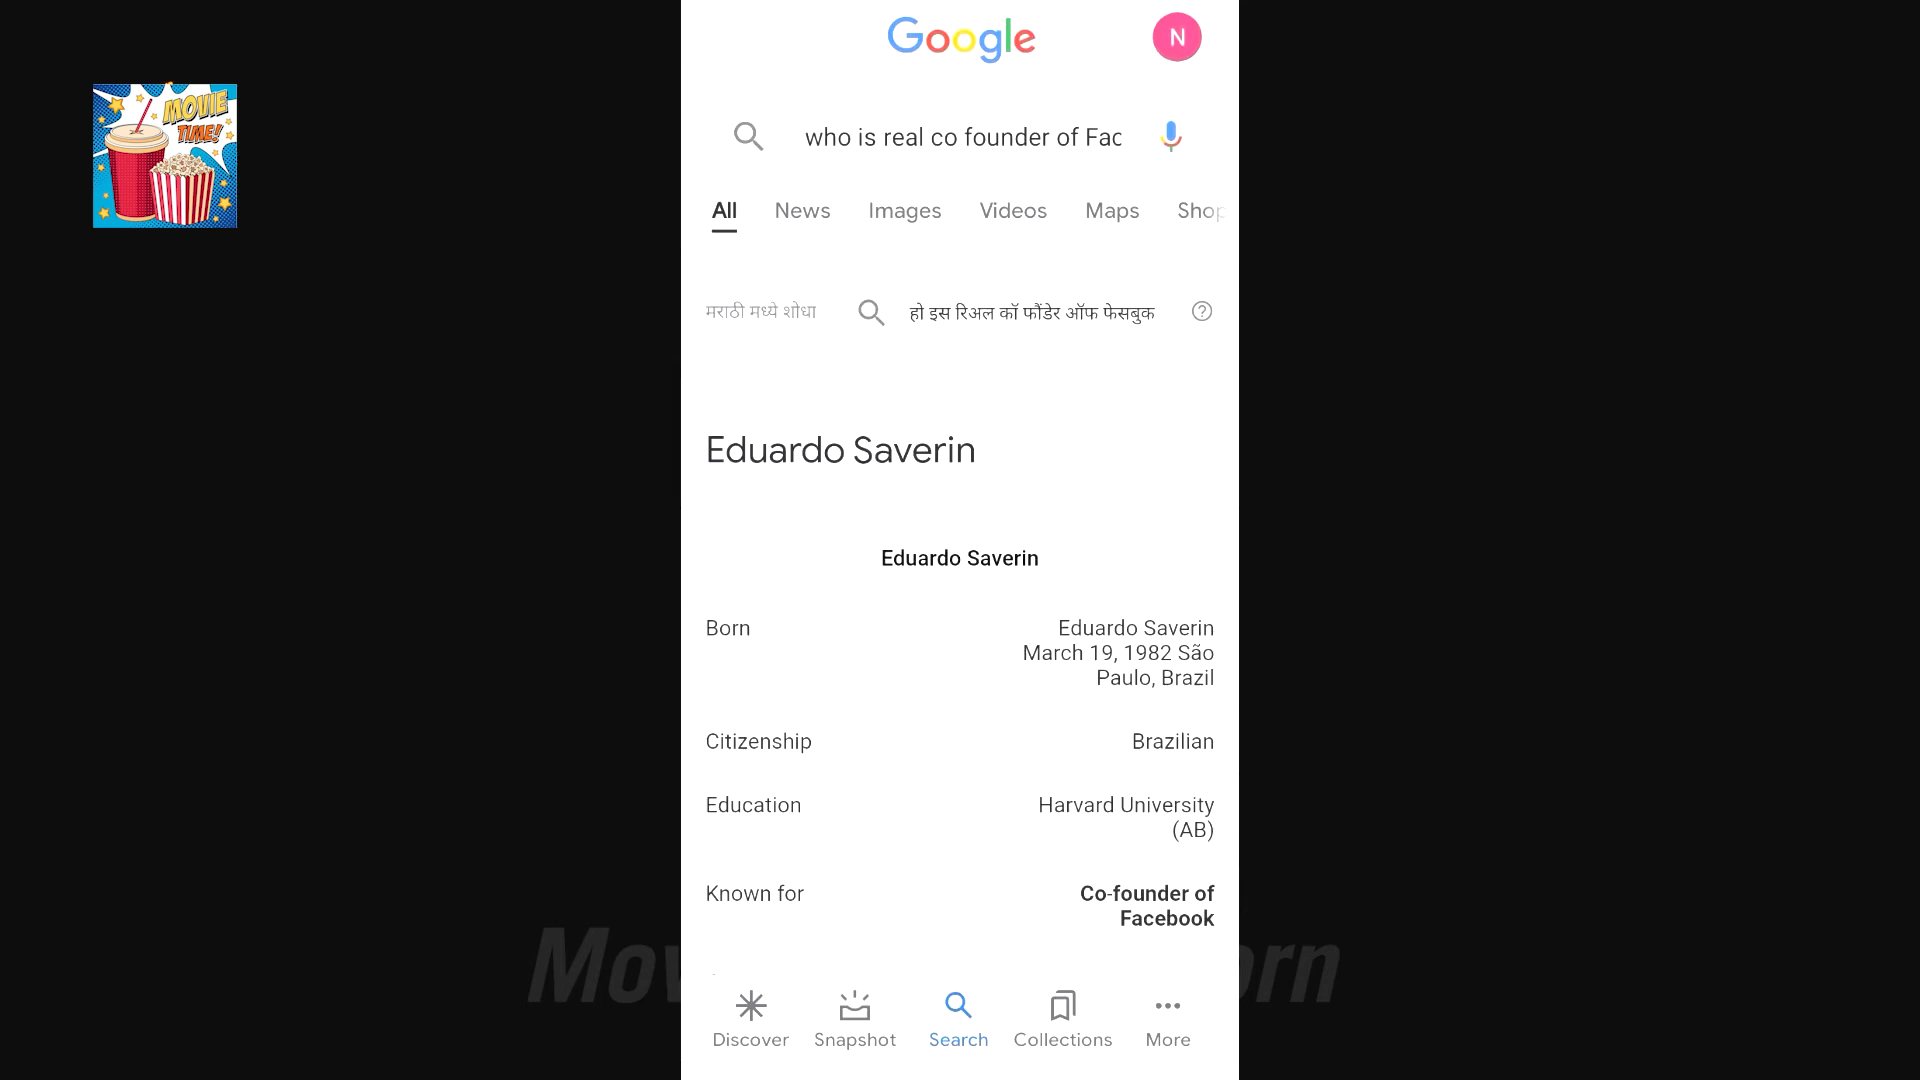 MOVIE
TIME!
Google
N
who is real co founder of Fac
All News Images Videos Maps Shop
मराठी मध्ये शोधा हो इस रिअल कॉ फौंडेर ऑफ फेसबुक
Eduardo Saverin
Eduardo Saverin
Born Eduardo Saverin
March 19, 1982 São
Paulo, Brazil
Citizenship Brazilian
Education Harvard University
(AB)
Known for Co-founder of
Facebook
Mov orn
Discover Snapshot Search Collections More